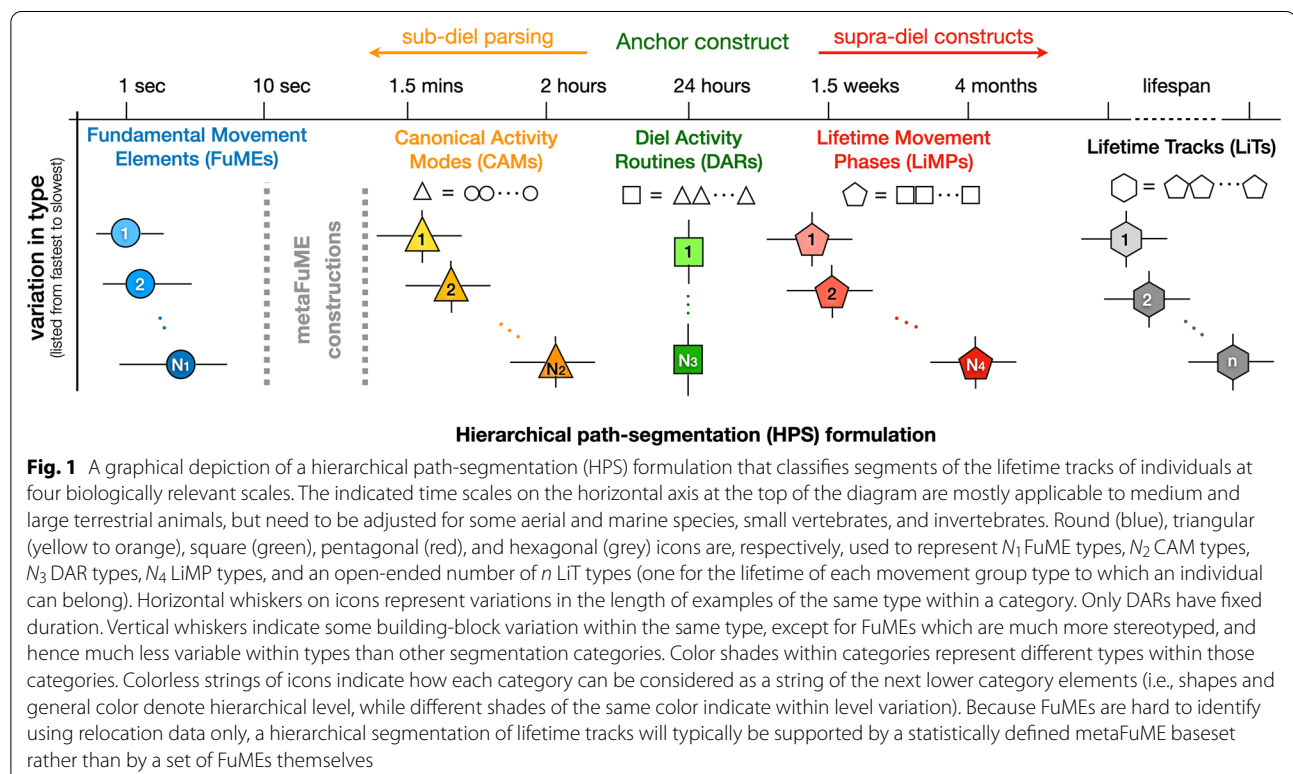 sub-diel parsing
Anchor construct
supra-diel constructs
1 sec
10 sec
1.5 mins
2 hours
24 hours
1.5 weeks
4 months
lifespan
Fundamental Movement
Elements (FuMEs)
Canonical Activity
Modes (CAMs)
Diel Activity
Routines (DARs)
Lifetime Movement
Phases (LiMPs)
Lifetime Tracks (LiTs)
variation in type
(listed from fastest to slowest)
metaFuME
constructions
= ···
= ···
= ···
= ···
1
1
1
1
1
2
2
2
2
N1
N2
N3
N4
n
Hierarchical path-segmentation (HPS) formulation
Fig. 1 A graphical depiction of a hierarchical path-segmentation (HPS) formulation that classifies segments of the lifetime tracks of individuals at
four biologically relevant scales. The indicated time scales on the horizontal axis at the top of the diagram are mostly applicable to medium and
large terrestrial animals, but need to be adjusted for some aerial and marine species, small vertebrates, and invertebrates. Round (blue), triangular
(yellow to orange), square (green), pentagonal (red), and hexagonal (grey) icons are, respectively, used to represent N1 FuME types, N2 CAM types,
N3 DAR types, N4 LiMP types, and an open-ended number of n LiT types (one for the lifetime of each movement group type to which an individual
can belong). Horizontal whiskers on icons represent variations in the length of examples of the same type within a category. Only DARs have fixed
duration. Vertical whiskers indicate some building-block variation within the same type, except for FuMEs which are much more stereotyped, and
hence much less variable within types than other segmentation categories. Color shades within categories represent different types within those
categories. Colorless strings of icons indicate how each category can be considered as a string of the next lower category elements (i.e., shapes and
general color denote hierarchical level, while different shades of the same color indicate within level variation). Because FuMEs are hard to identify
using relocation data only, a hierarchical segmentation of lifetime tracks will typically be supported by a statistically defined metaFuME baseset
rather than by a set of FuMEs themselves